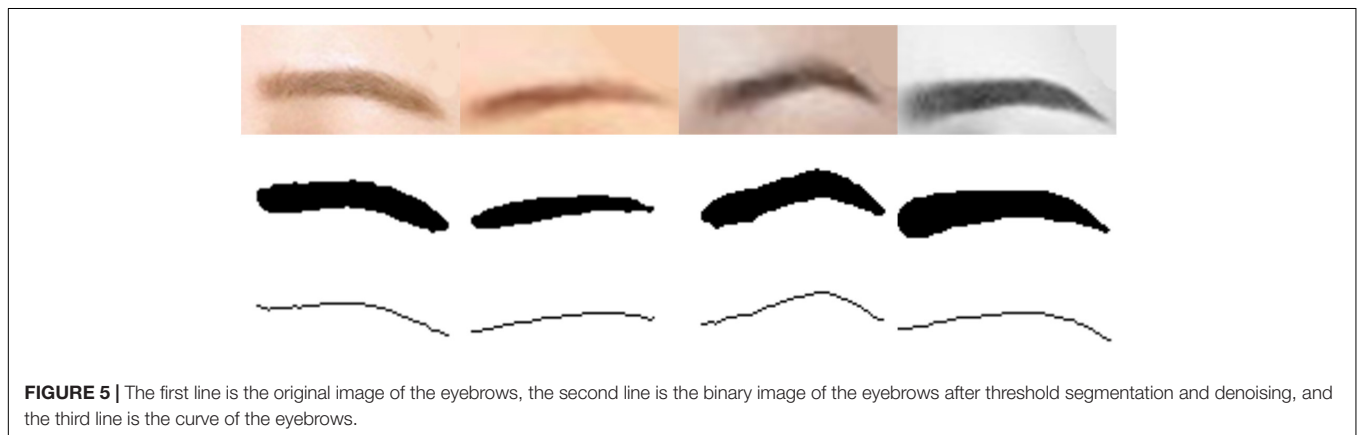 FIGURE 5 | The first line is the original image of the eyebrows, the second line is the binary image of the eyebrows after threshold segmentation and denoising, and
the third line is the curve of the eyebrows.